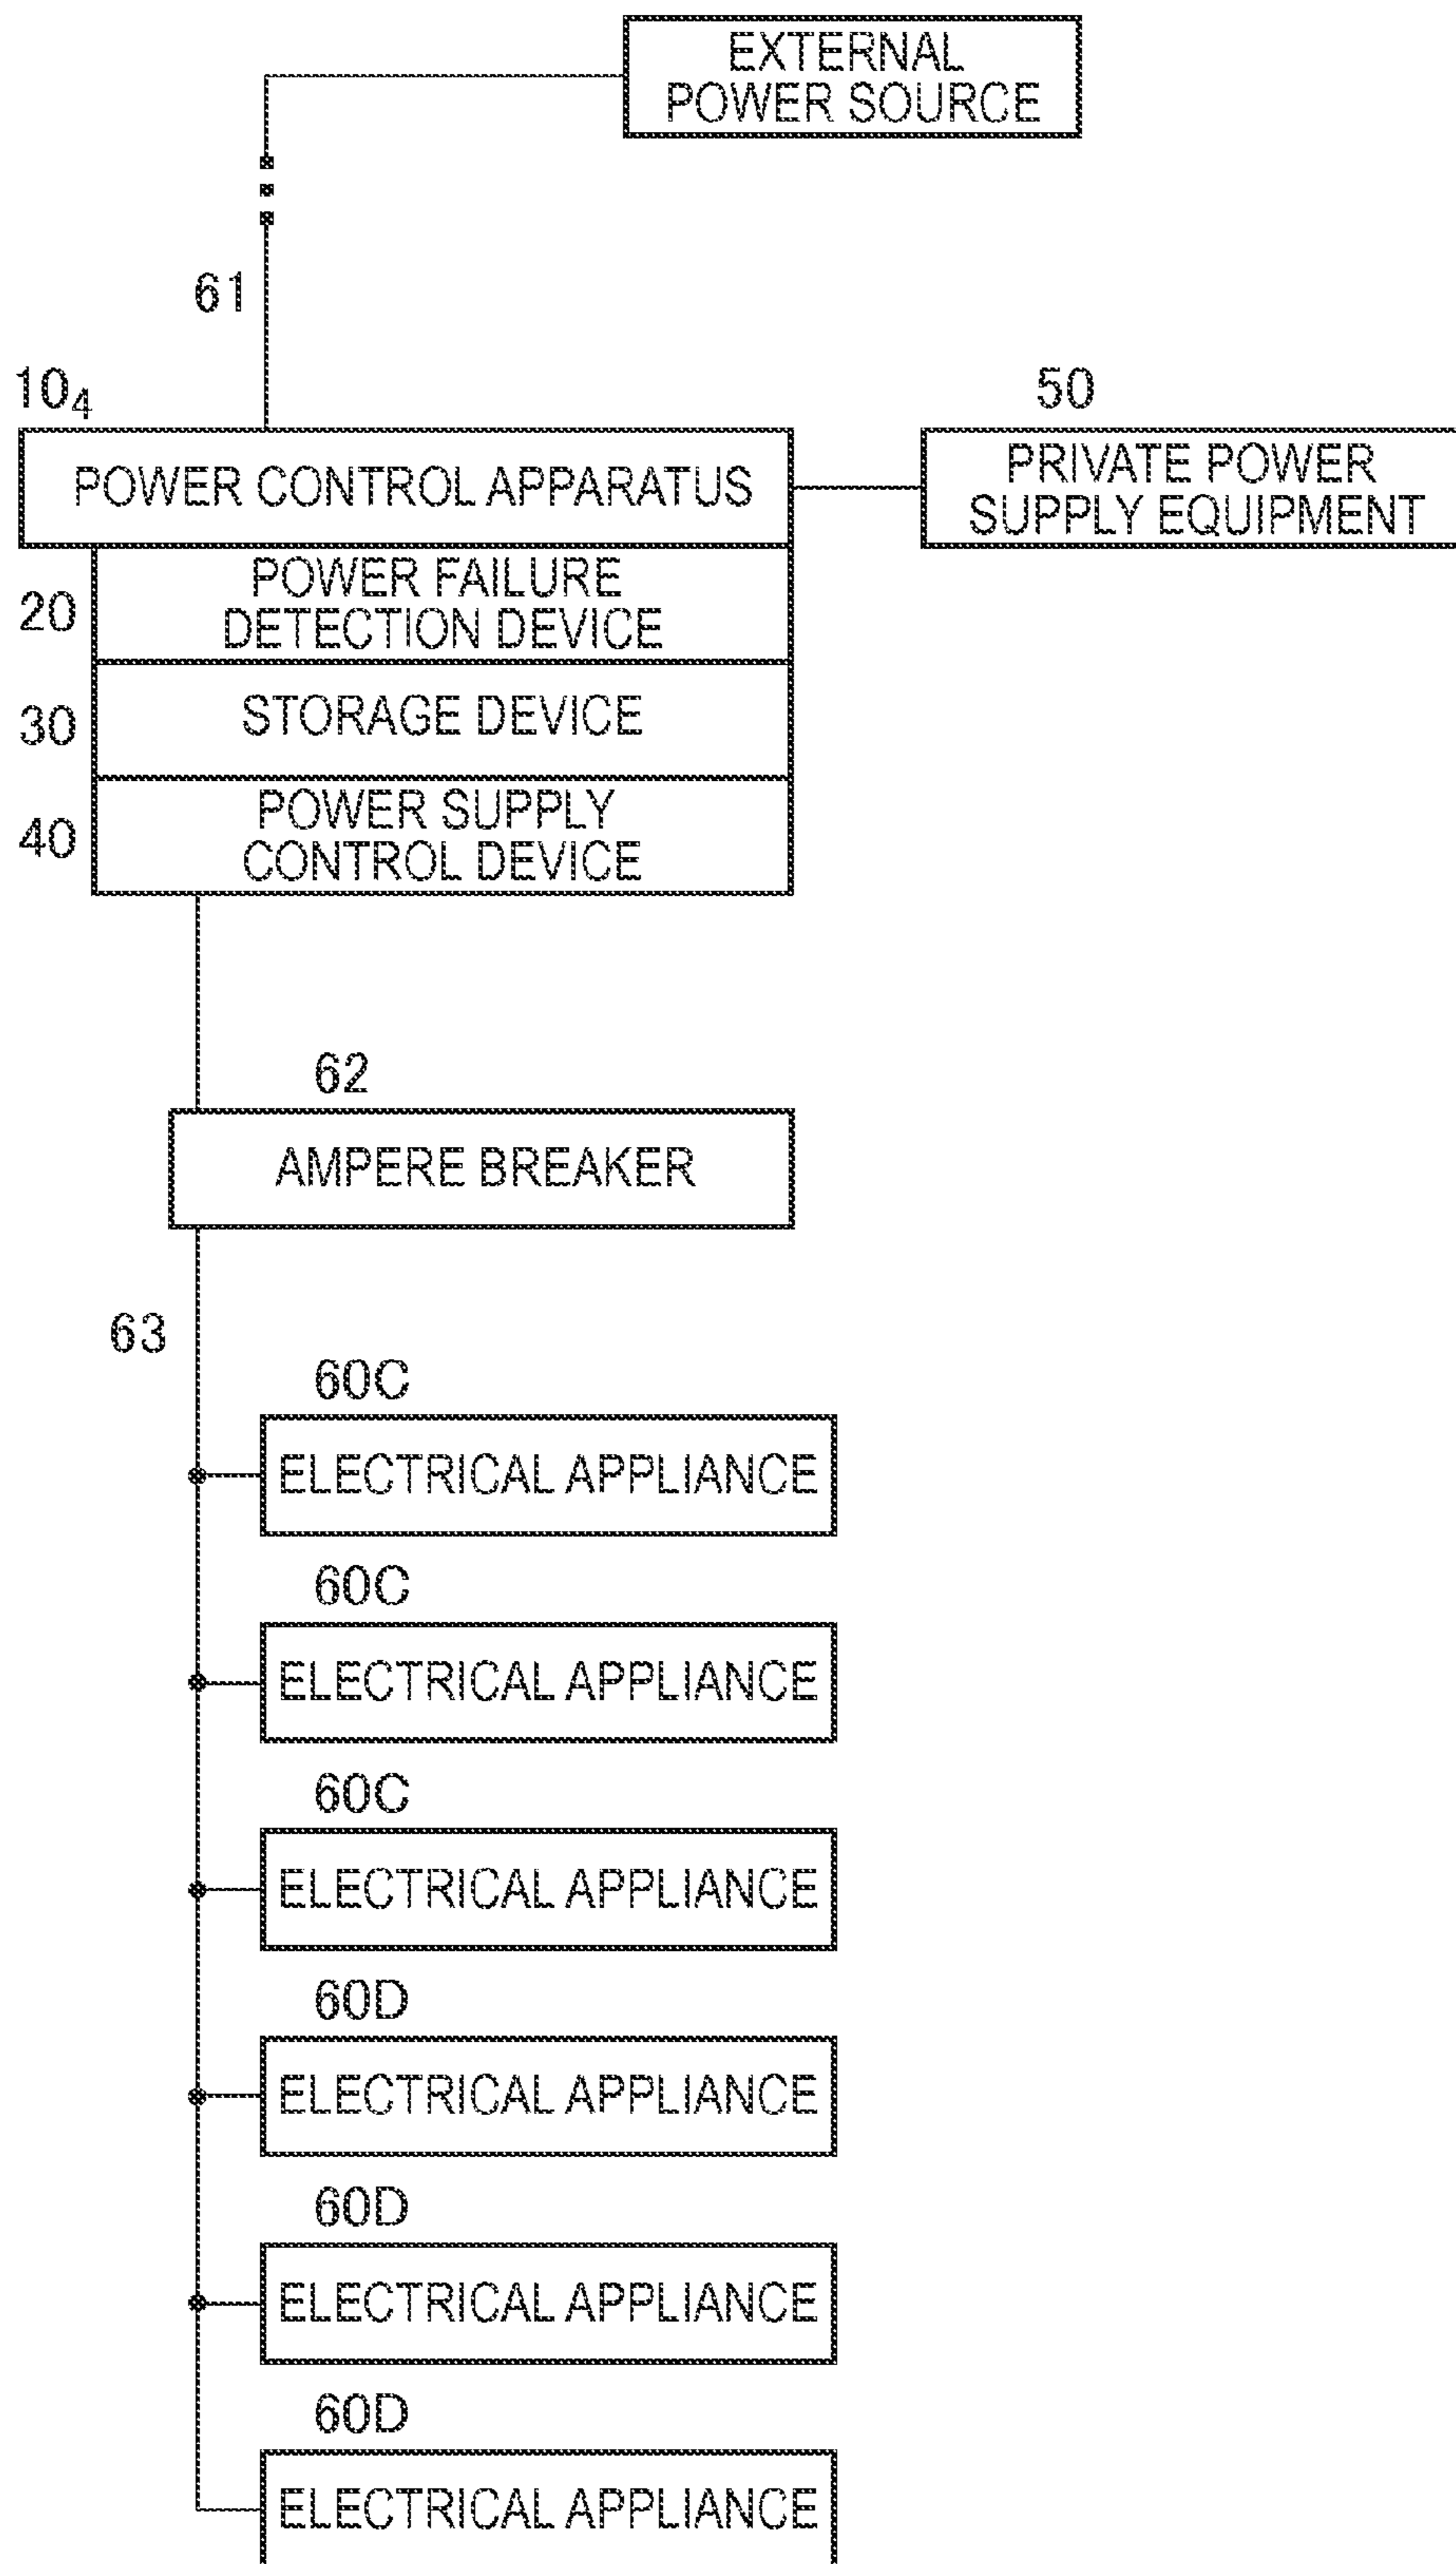 EXTERNAL
POWER SOURCE
61
10₄
50
POWER CONTROL APPARATUS
PRIVATE POWER
SUPPLY EQUIPMENT
20
POWER FAILURE
DETECTION DEVICE
30
STORAGE DEVICE
40
POWER SUPPLY
CONTROL DEVICE
62
AMPERE BREAKER
63
60C
ELECTRICAL APPLIANCE
60C
ELECTRICAL APPLIANCE
60C
ELECTRICAL APPLIANCE
60D
ELECTRICAL APPLIANCE
60D
ELECTRICAL APPLIANCE
60D
ELECTRICAL APPLIANCE